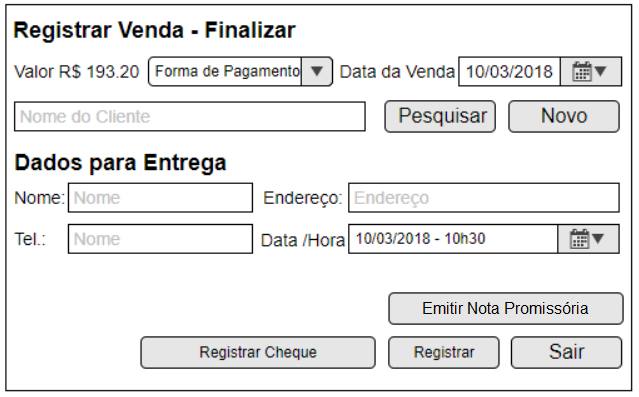 Registrar Venda - Finalizar
Valor R$ 193.20 Forma de Pagamento Data da Venda 10/03/2018
Nome do Cliente Pesquisar Novo
Dados para Entrega
Nome: Nome Endereço: Endereço
Tel.: Nome Data /Hora 10/03/2018 - 10h30
Emitir Nota Promissória
Registrar Cheque Registrar Sair